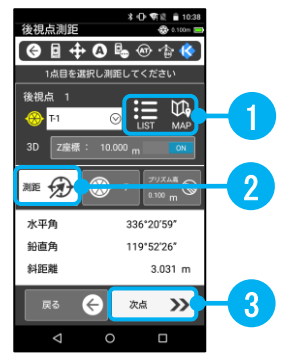 10:38
後視点測距
0.100m
1点目を選択し測距してください
後視点 1
T-1
LIST
MAP
3D
Z座標： 10.000 m
ON
測距
プリズム高
0.100 m
水平角 336°20'59"
鉛直角 119°52'26"
斜距離 3.031 m
戻る
次点
1
2
3